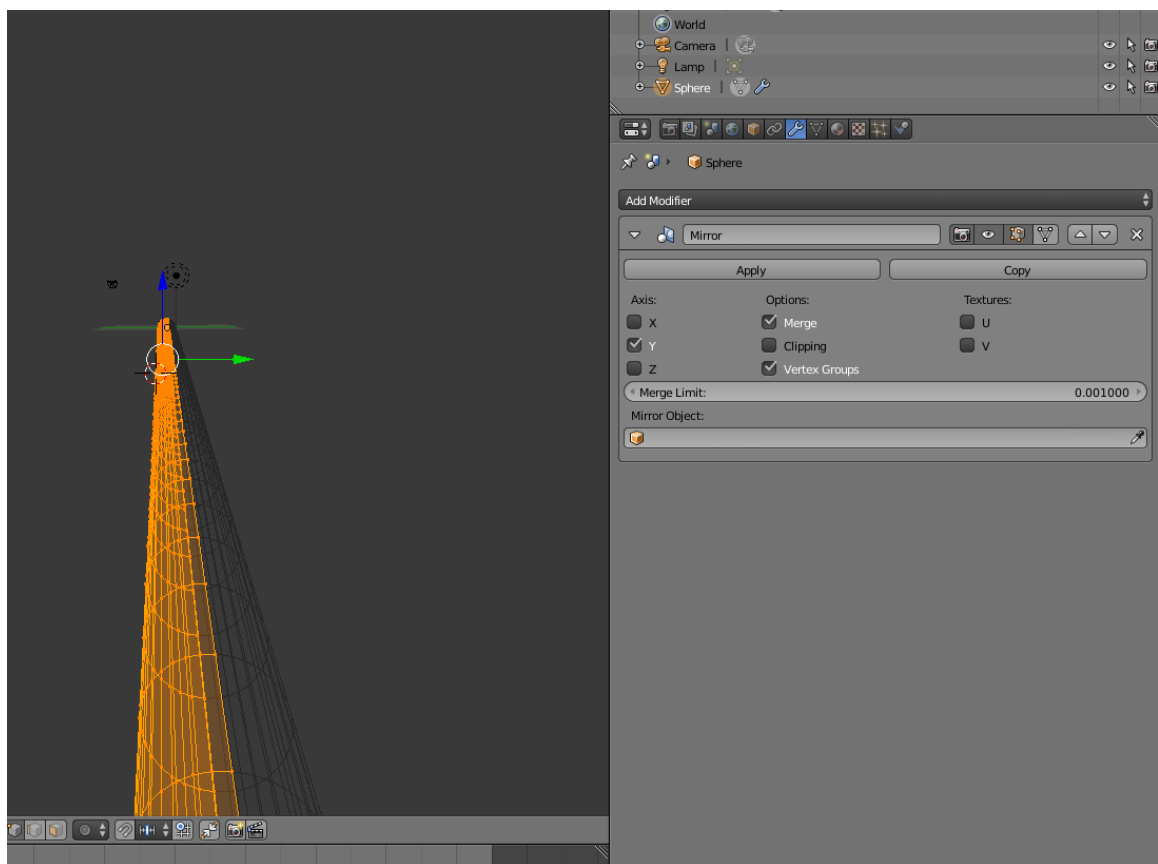 World
Camera
Lamp
Sphere
Sphere
Add Modifier
Mirror
Apply Copy
Axis: Options: Textures:
X Merge U
Y Clipping V
Z Vertex Groups
Merge Limit: 0.001000
Mirror Object: